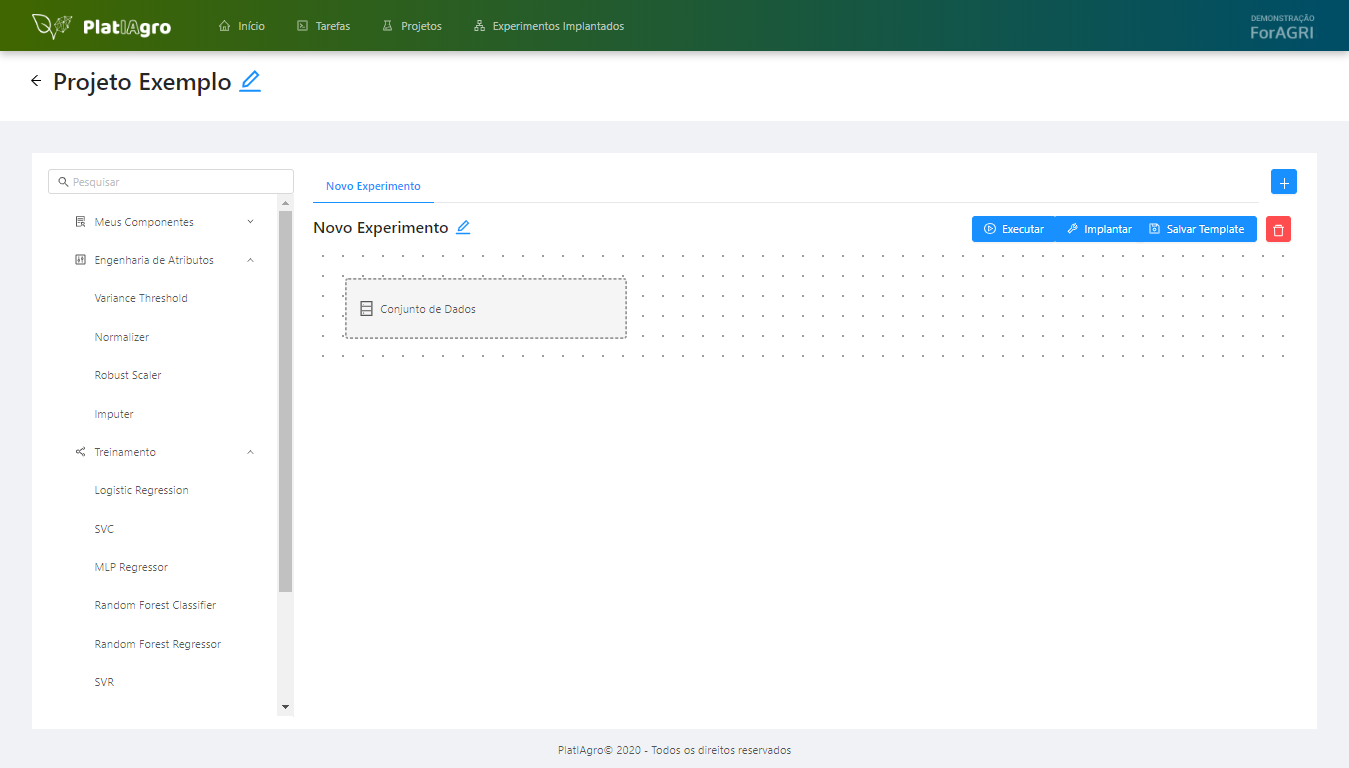 PlatIAgro
Início
Tarefas
Projetos
Experimentos Implantados
DEMONSTRAÇÃO
ForAGRI
Projeto Exemplo
Pesquisar
Meus Componentes
Engenharia de Atributos
Variance Threshold
Normalizer
Robust Scaler
Imputer
Treinamento
Logistic Regression
SVC
MLP Regressor
Random Forest Classifier
Random Forest Regressor
SVR
Novo Experimento
Novo Experimento
Executar
Implantar
Salvar Template
Conjunto de Dados
PlatIAgro© 2020 - Todos os direitos reservados